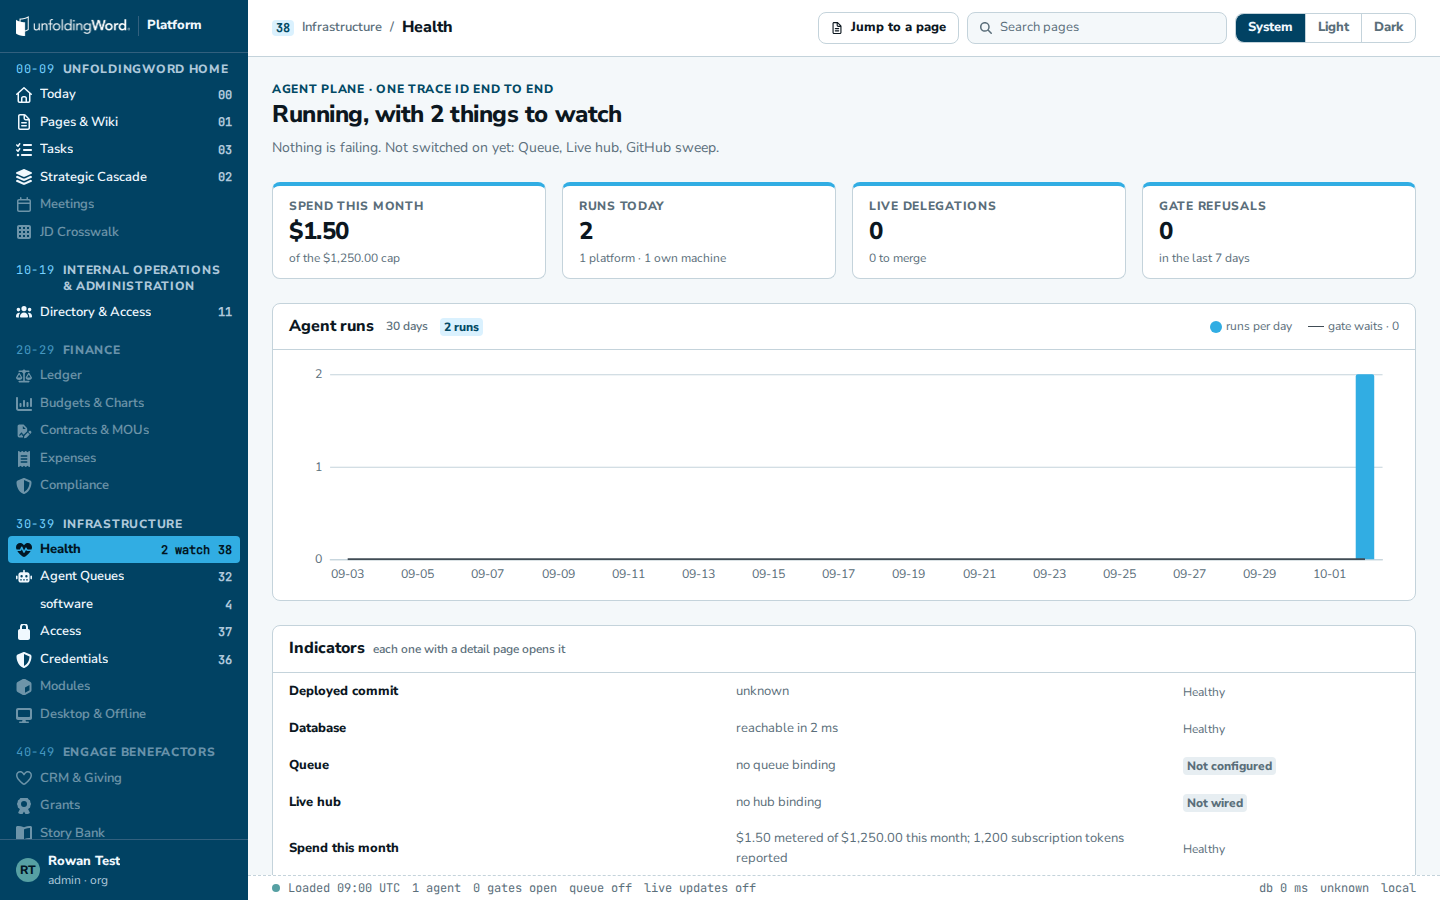 unfoldingWord. Platform
00-09 UNFOLDINGWORD HOME
Today 00
Pages & Wiki 01
Tasks 03
Strategic Cascade 02
Meetings
JD Crosswalk
10-19 INTERNAL OPERATIONS
& ADMINISTRATION
Directory & Access 11
20-29 FINANCE
Ledger
Budgets & Charts
Contracts & MOUs
Expenses
Compliance
30-39 INFRASTRUCTURE
Health 2 watch 38
Agent Queues 32
software 4
Access 37
Credentials 36
Modules
Desktop & Offline
40-49 ENGAGE BENEFACTORS
CRM & Giving
Grants
Story Bank
RT Rowan Test
admin · org
38 Infrastructure / Health
Jump to a page
Search pages
System Light Dark
AGENT PLANE · ONE TRACE ID END TO END
Running, with 2 things to watch
Nothing is failing. Not switched on yet: Queue, Live hub, GitHub sweep.
SPEND THIS MONTH
$1.50
of the $1,250.00 cap
RUNS TODAY
2
1 platform · 1 own machine
LIVE DELEGATIONS
0
0 to merge
GATE REFUSALS
0
in the last 7 days
Agent runs 30 days 2 runs
runs per day gate waits · 0
2
1
0
09-03 09-05 09-07 09-09 09-11 09-13 09-15 09-17 09-19 09-21 09-23 09-25 09-27 09-29 10-01
Indicators each one with a detail page opens it
Deployed commit unknown Healthy
Database reachable in 2 ms Healthy
Queue no queue binding Not configured
Live hub no hub binding Not wired
Spend this month $1.50 metered of $1,250.00 this month; 1,200 subscription tokens reported Healthy
Loaded 09:00 UTC 1 agent 0 gates open queue off live updates off
db 0 ms unknown local